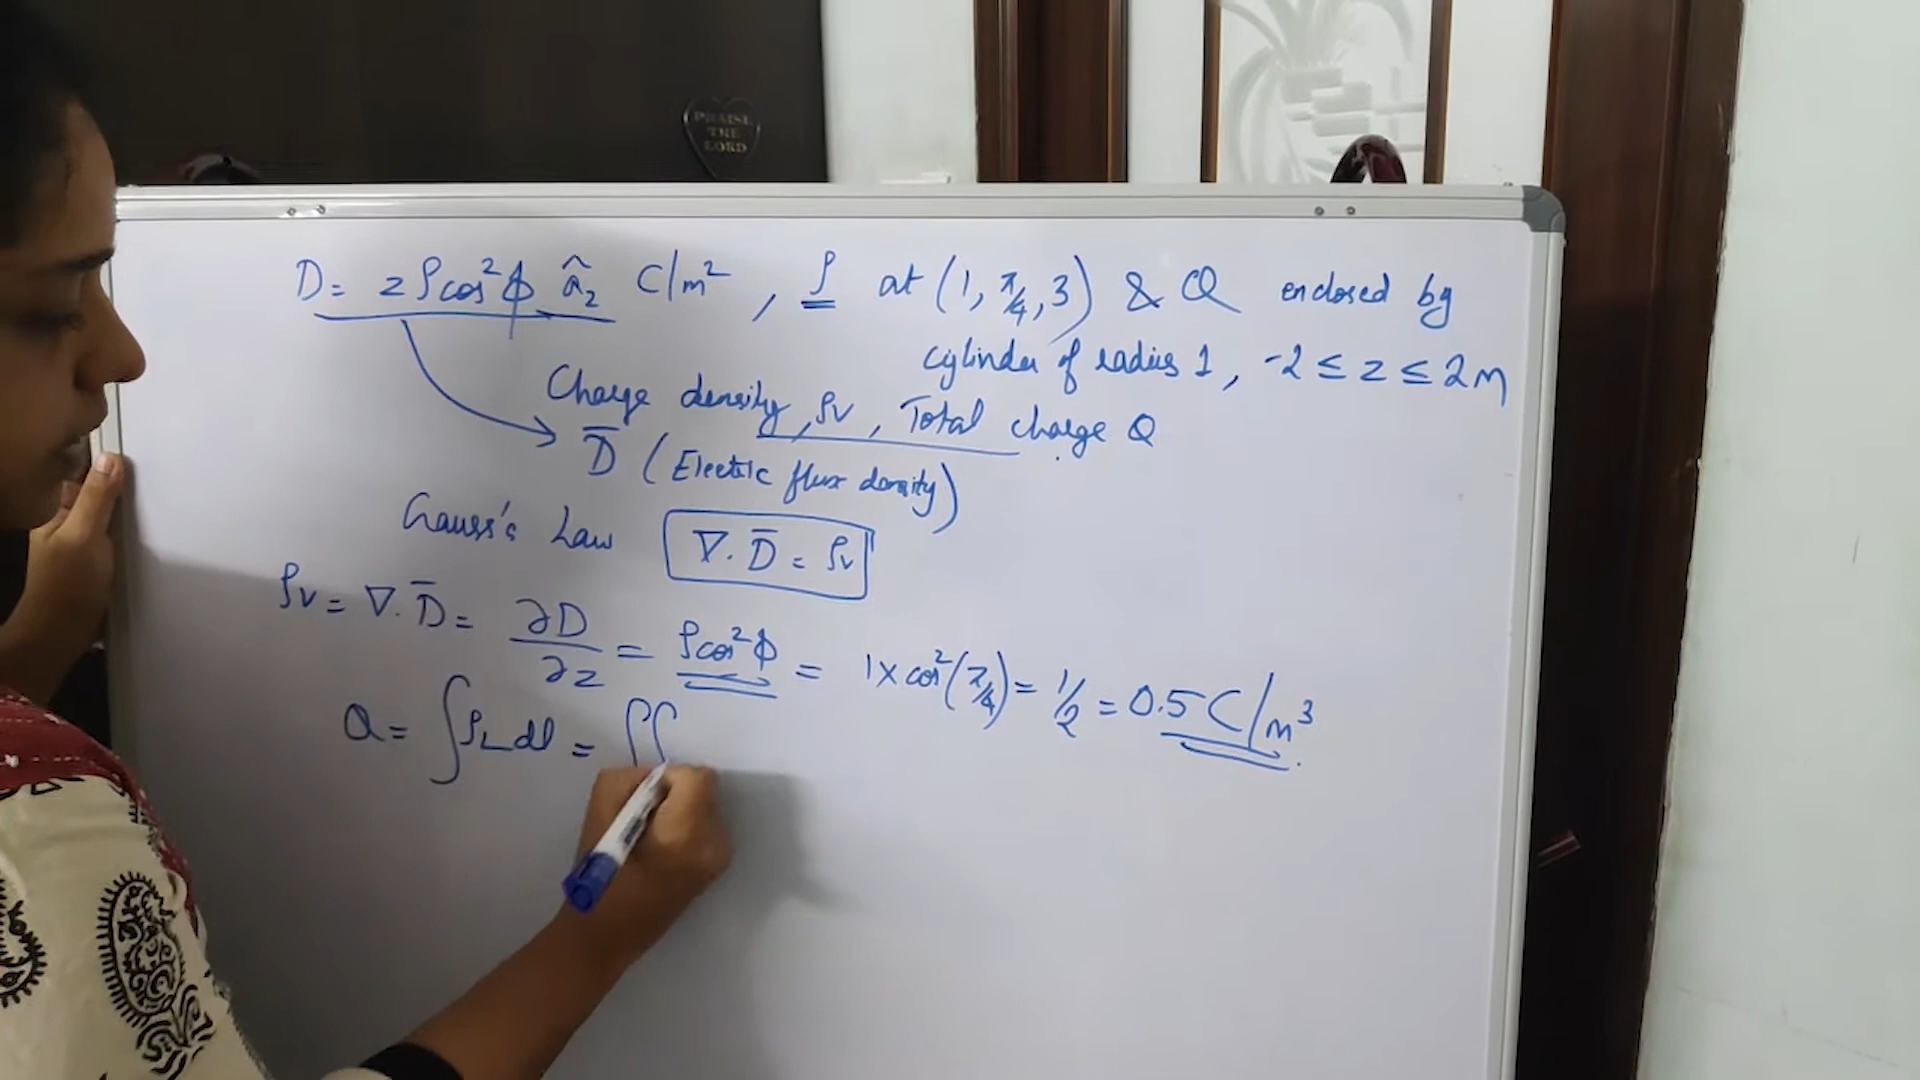 PRAISE
THE
LORD
D = zρcos²ϕ â_z C/m² , ρ at (1, π/4, 3) & Q enclosed by
cylinder of radius 1, -2 ≤ z ≤ 2m
Charge density, ρv, Total charge Q
D̅ (Electric flux density)
Gauss's Law ∇. D̅ = ρv
ρv = ∇. D̅ = ∂D/∂z = ρcos²ϕ = 1 x cos²(π/4) = 1/2 = 0.5 C/m³
Q = ∫ρ_L dl = ∫∫